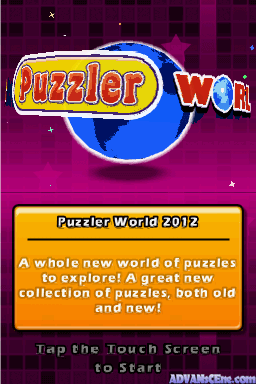 Puzzler WORL
Puzzler World 2012
A whole new world of puzzles
to explore! A great new
collection of puzzles, both old
and new!
Tap the Touch Screen
to Start
ADVANsCEne.com